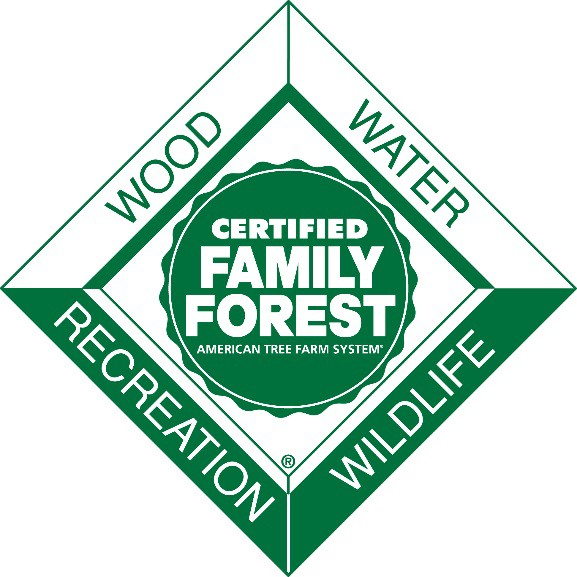 WOOD
WATER
CERTIFIED
FAMILY
FOREST
AMERICAN TREE FARM SYSTEM®
RECREATION
WILDLIFE
®